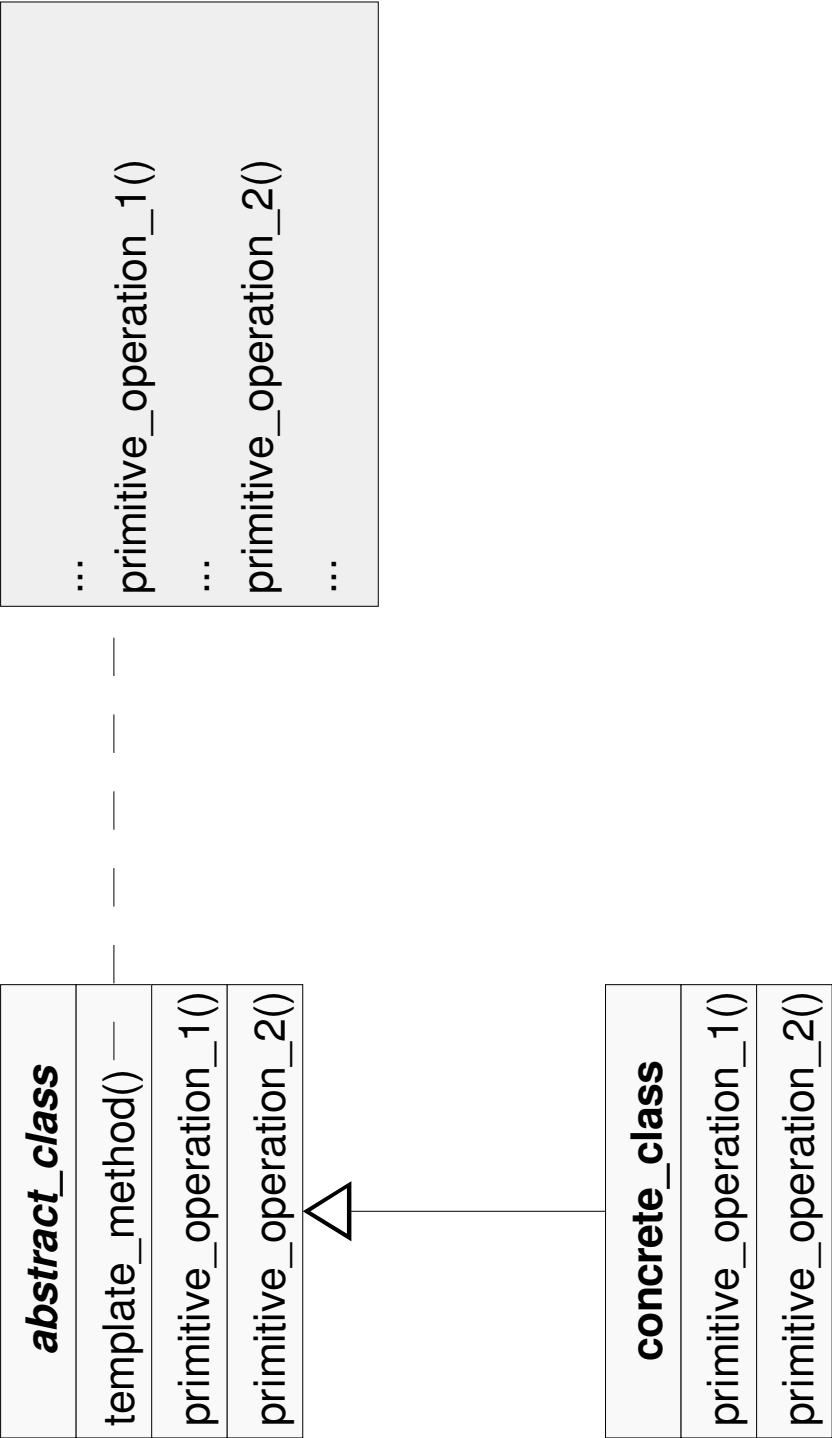 abstract_class
template_method()
primitive_operation_1()
primitive_operation_2()
...
primitive_operation_1()
...
primitive_operation_2()
...
concrete_class
primitive_operation_1()
primitive_operation_2()